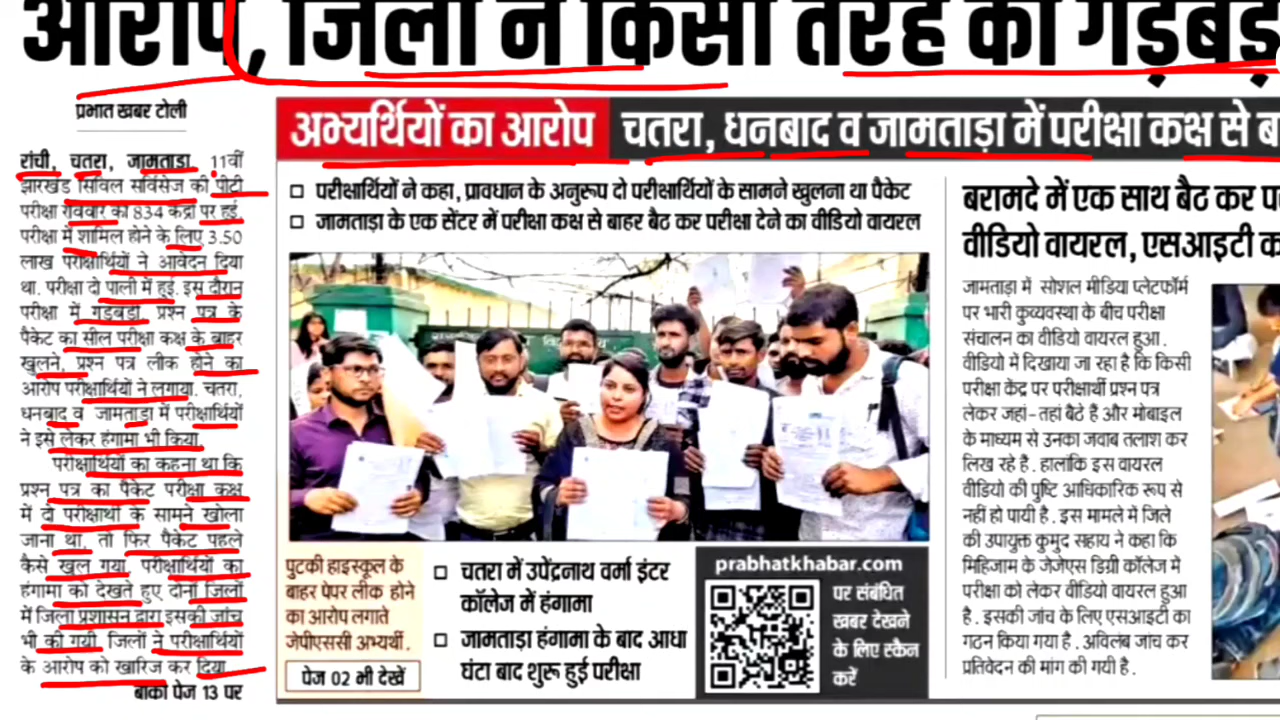 आरोप, जिलों ने किसी तरह की गड़बड़
प्रभात खबर टोली
रांची, चतरा, जामताड़ा. 11वीं
झारखंड सिविल सर्विसेज की पीटी
परीक्षा रविवार को 834 केंद्रों पर हुई.
परीक्षा में शामिल होने के लिए 3.50
लाख परीक्षार्थियों ने आवेदन दिया
था. परीक्षा दो पाली में हुई. इस दौरान
परीक्षा में गड़बड़ी, प्रश्न पत्र के
पैकेट का सील परीक्षा कक्ष के बाहर
खुलने, प्रश्न पत्र लीक होने का
आरोप परीक्षार्थियों ने लगाया. चतरा,
धनबाद व जामताड़ा में परीक्षार्थियों
ने इसे लेकर हंगामा भी किया.
परीक्षार्थियों का कहना था कि
प्रश्न पत्र का पैकेट परीक्षा कक्ष
में दो परीक्षार्थी के सामने खोला
जाना था, तो फिर पैकेट पहले
कैसे खुल गया. परीक्षार्थियों का
हंगामा को देखते हुए दोनों जिलों
में जिला प्रशासन द्वारा इसकी जांच
भी की गयी. जिलों ने परीक्षार्थियों
के आरोप को खारिज कर दिया.
बाकी पेज 13 पर
अभ्यर्थियों का आरोप
चतरा, धनबाद व जामताड़ा में परीक्षा कक्ष से ब
परीक्षार्थियों ने कहा, प्रावधान के अनुरूप दो परीक्षार्थियों के सामने खुलना था पैकेट
जामताड़ा के एक सेंटर में परीक्षा कक्ष से बाहर बैठ कर परीक्षा देने का वीडियो वायरल
पुटकी हाइस्कूल के
बाहर पेपर लीक होने
का आरोप लगाते
जेपीएससी अभ्यर्थी.
पेज 02 भी देखें
चतरा में उपेंद्रनाथ वर्मा इंटर
कॉलेज में हंगामा
जामताड़ा हंगामा के बाद आधा
घंटा बाद शुरू हुई परीक्षा
prabhatkhabar.com
पर संबंधित
खबर देखने
के लिए स्कैन
करें
बरामदे में एक साथ बैठ कर प
वीडियो वायरल, एसआइटी क
जामताड़ा में सोशल मीडिया प्लेटफॉर्म
पर भारी कुव्यवस्था के बीच परीक्षा
संचालन का वीडियो वायरल हुआ.
वीडियो में दिखाया जा रहा है कि किसी
परीक्षा केंद्र पर परीक्षार्थी प्रश्न पत्र
लेकर जहां-तहां बैठे है और मोबाइल
के माध्यम से उनका जवाब तलाश कर
लिख रहे है. हालांकि इस वायरल
वीडियो की पुष्टि आधिकारिक रूप से
नहीं हो पायी है. इस मामले में जिले
की उपायुक्त कुमुद सहाय ने कहा कि
मिहिजाम के जेजेएस डिग्री कॉलेज में
परीक्षा को लेकर वीडियो वायरल हुआ
है. इसकी जांच के लिए एसआइटी का
गठन किया गया है. अविलंब जांच कर
प्रतिवेदन की मांग की गयी है.